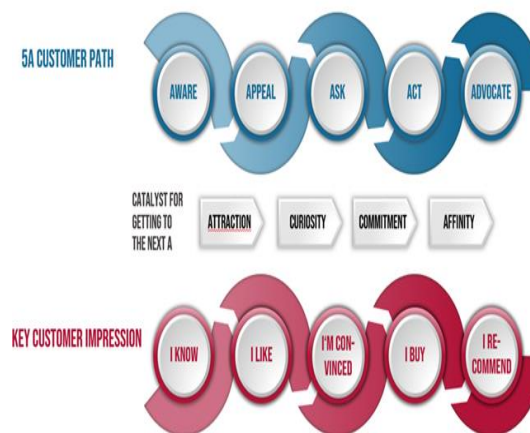 5A CUSTOMER PATH
AWARE
APPEAL
ASK
ACT
ADVOCATE
CATALYST FOR
GETTING TO
THE NEXT A
ATTRACTION
CURIOSITY
COMMITMENT
AFFINITY
KEY CUSTOMER IMPRESSION
I KNOW
I LIKE
I'M CON-
VINCED
I BUY
I RE-
COMMEND